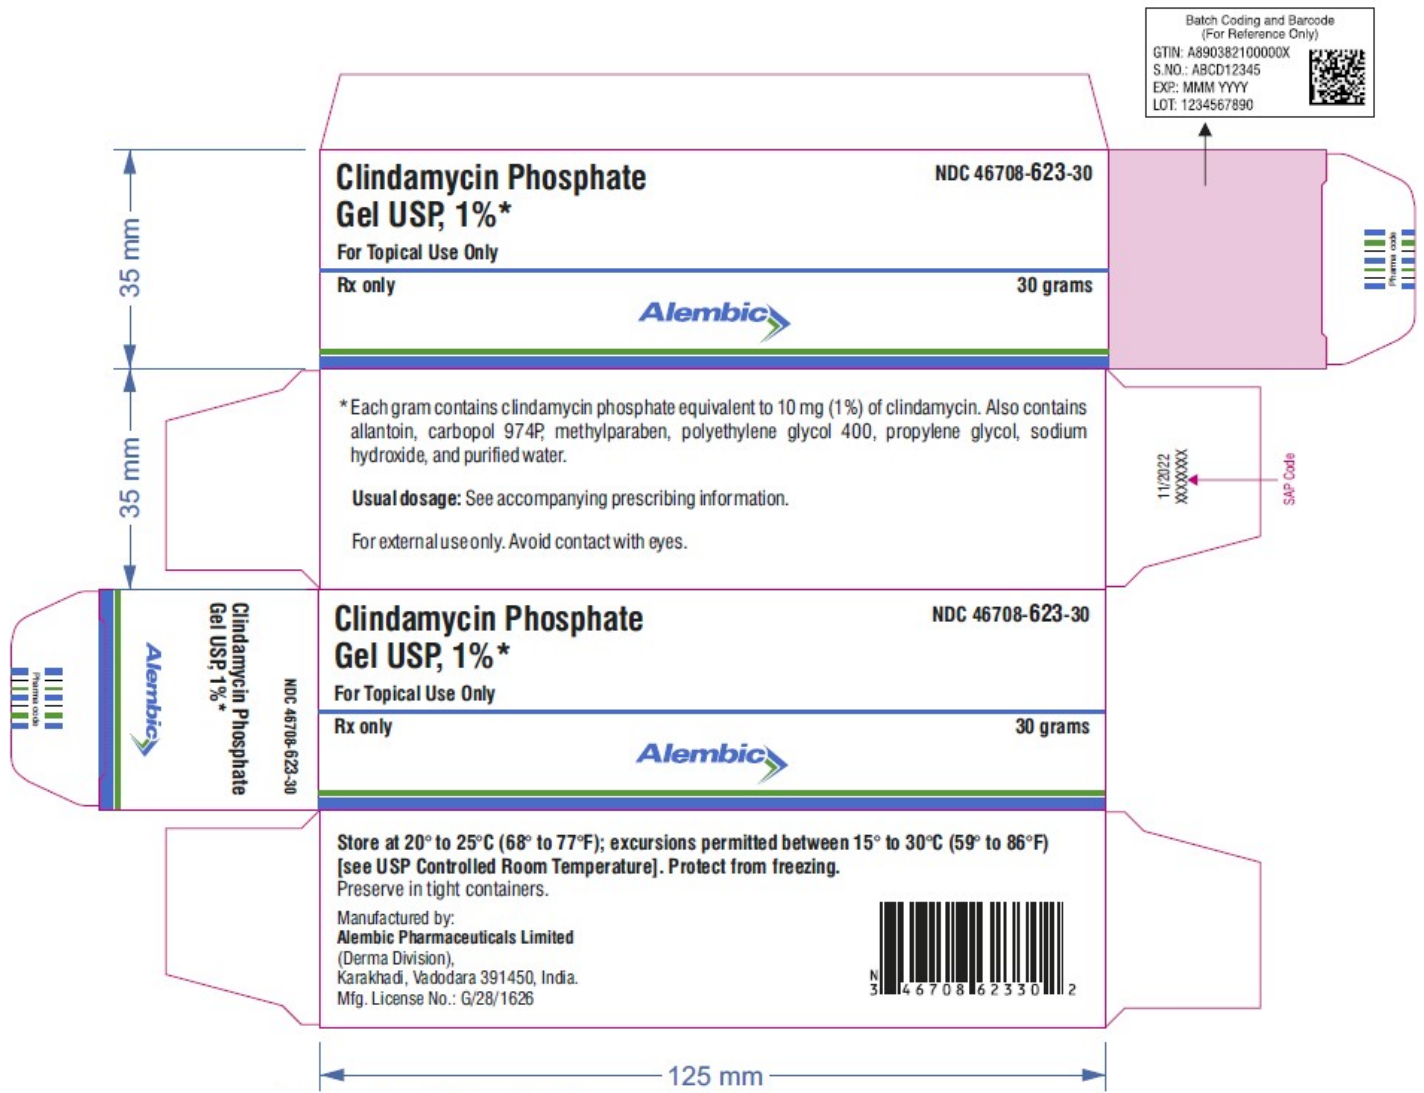 Batch Coding and Barcode
(For Reference Only)
GTIN: A890382100000X
S.NO.: ABCD12345
EXP.: MMM YYYY
LOT: 1234567890
Clindamycin Phosphate
Gel USP, 1%*
NDC 46708-623-30
For Topical Use Only
Rx only
30 grams
Alembic
35 mm
Pharma code
*Each gram contains clindamycin phosphate equivalent to 10 mg (1%) of clindamycin. Also contains
allantoin, carbopol 974P, methylparaben, polyethylene glycol 400, propylene glycol, sodium
hydroxide, and purified water.
Usual dosage: See accompanying prescribing information.
For external use only. Avoid contact with eyes.
35 mm
11/2022
XXXXXXX
SAP Code
Pharma code
Alembic
Clindamycin Phosphate
Gel USP, 1%*
NDC 46708-623-30
Clindamycin Phosphate
Gel USP, 1%*
NDC 46708-623-30
For Topical Use Only
Rx only
30 grams
Alembic
Store at 20° to 25°C (68° to 77°F); excursions permitted between 15° to 30°C (59° to 86°F)
[see USP Controlled Room Temperature]. Protect from freezing.
Preserve in tight containers.
Manufactured by:
Alembic Pharmaceuticals Limited
(Derma Division),
Karakhadi, Vadodara 391450, India.
Mfg. License No.: G/28/1626
N
3 46708 62330 2
125 mm